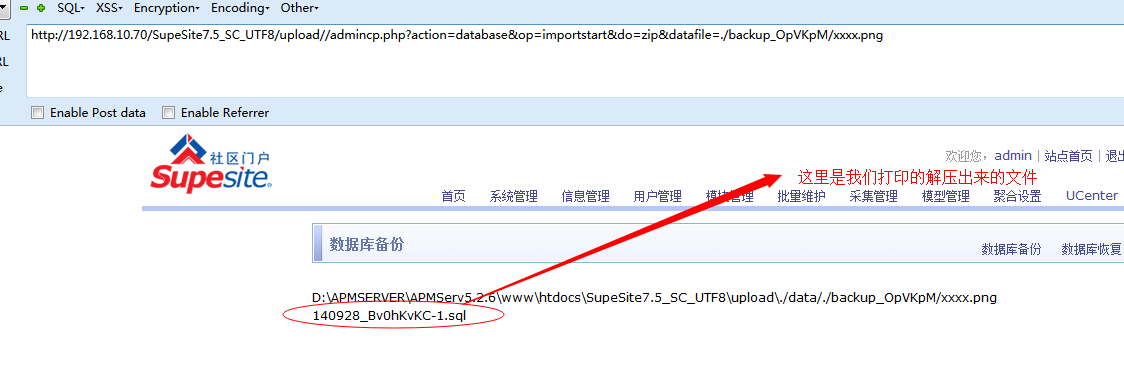 SQL▾ XSS▾ Encryption▾ Encoding▾ Other▾
RL
http://192.168.10.70/SupeSite7.5_SC_UTF8/upload//admincp.php?action=database&op=importstart&do=zip&datafile=./backup_OpVKpM/xxxx.png
RL
e
Enable Post data Enable Referrer
社区门户
Supesite
欢迎您，admin | 站点首页 | 退出
这里是我们打印的解压出来的文件
首页 系统管理 信息管理 用户管理 模块管理 批量维护 采集管理 模型管理 聚合设置 UCenter
数据库备份
数据库备份 数据库恢复
D:\APMSERVER\APMServ5.2.6\www\htdocs\SupeSite7.5_SC_UTF8\upload\./data/./backup_OpVKpM/xxxx.png
140928_Bv0hKvKC-1.sql